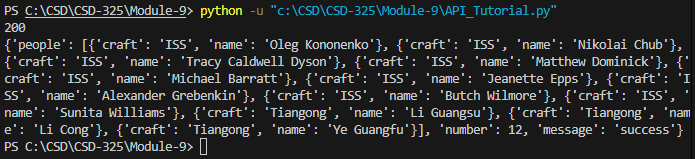 PS C:\CSD\CSD-325\Module-9> python -u "c:\CSD\CSD-325\Module-9\API_Tutorial.py"
200
{'people': [{'craft': 'ISS', 'name': 'Oleg Kononenko'}, {'craft': 'ISS', 'name': 'Nikolai Chub'},
{'craft': 'ISS', 'name': 'Tracy Caldwell Dyson'}, {'craft': 'ISS', 'name': 'Matthew Dominick'}, {'
craft': 'ISS', 'name': 'Michael Barratt'}, {'craft': 'ISS', 'name': 'Jeanette Epps'}, {'craft': 'I
SS', 'name': 'Alexander Grebenkin'}, {'craft': 'ISS', 'name': 'Butch Wilmore'}, {'craft': 'ISS', '
name': 'Sunita Williams'}, {'craft': 'Tiangong', 'name': 'Li Guangsu'}, {'craft': 'Tiangong', 'nam
e': 'Li Cong'}, {'craft': 'Tiangong', 'name': 'Ye Guangfu'}], 'number': 12, 'message': 'success'}
PS C:\CSD\CSD-325\Module-9>